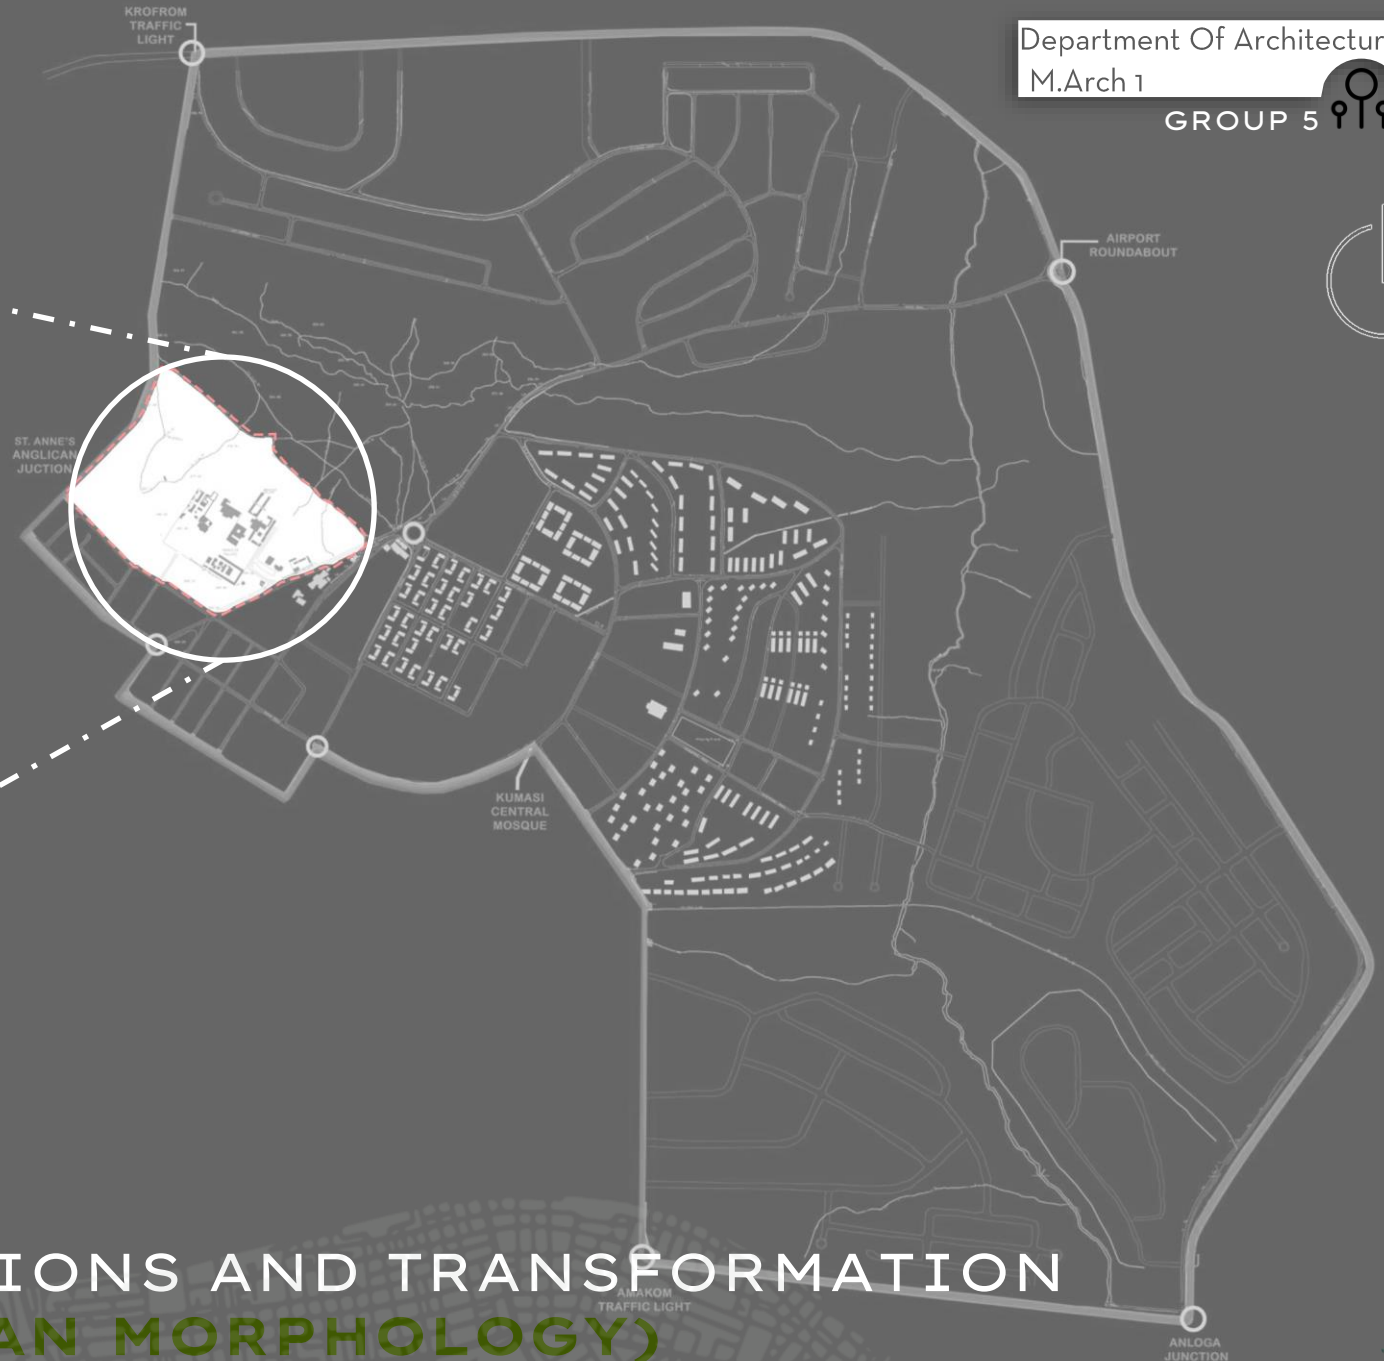 KROFROM
TRAFFIC
LIGHT
Department Of Architectur
M.Arch 1
GROUP 5
AIRPORT
ROUNDABOUT
ST. ANNE'S
ANGLICAN
JUCTION
KUMASI
CENTRAL
MOSQUE
IONS AND TRANSFORMATION
AMAKOM
TRAFFIC LIGHT
AN MORPHOLOGY)
ANLOGA
JUNCTION